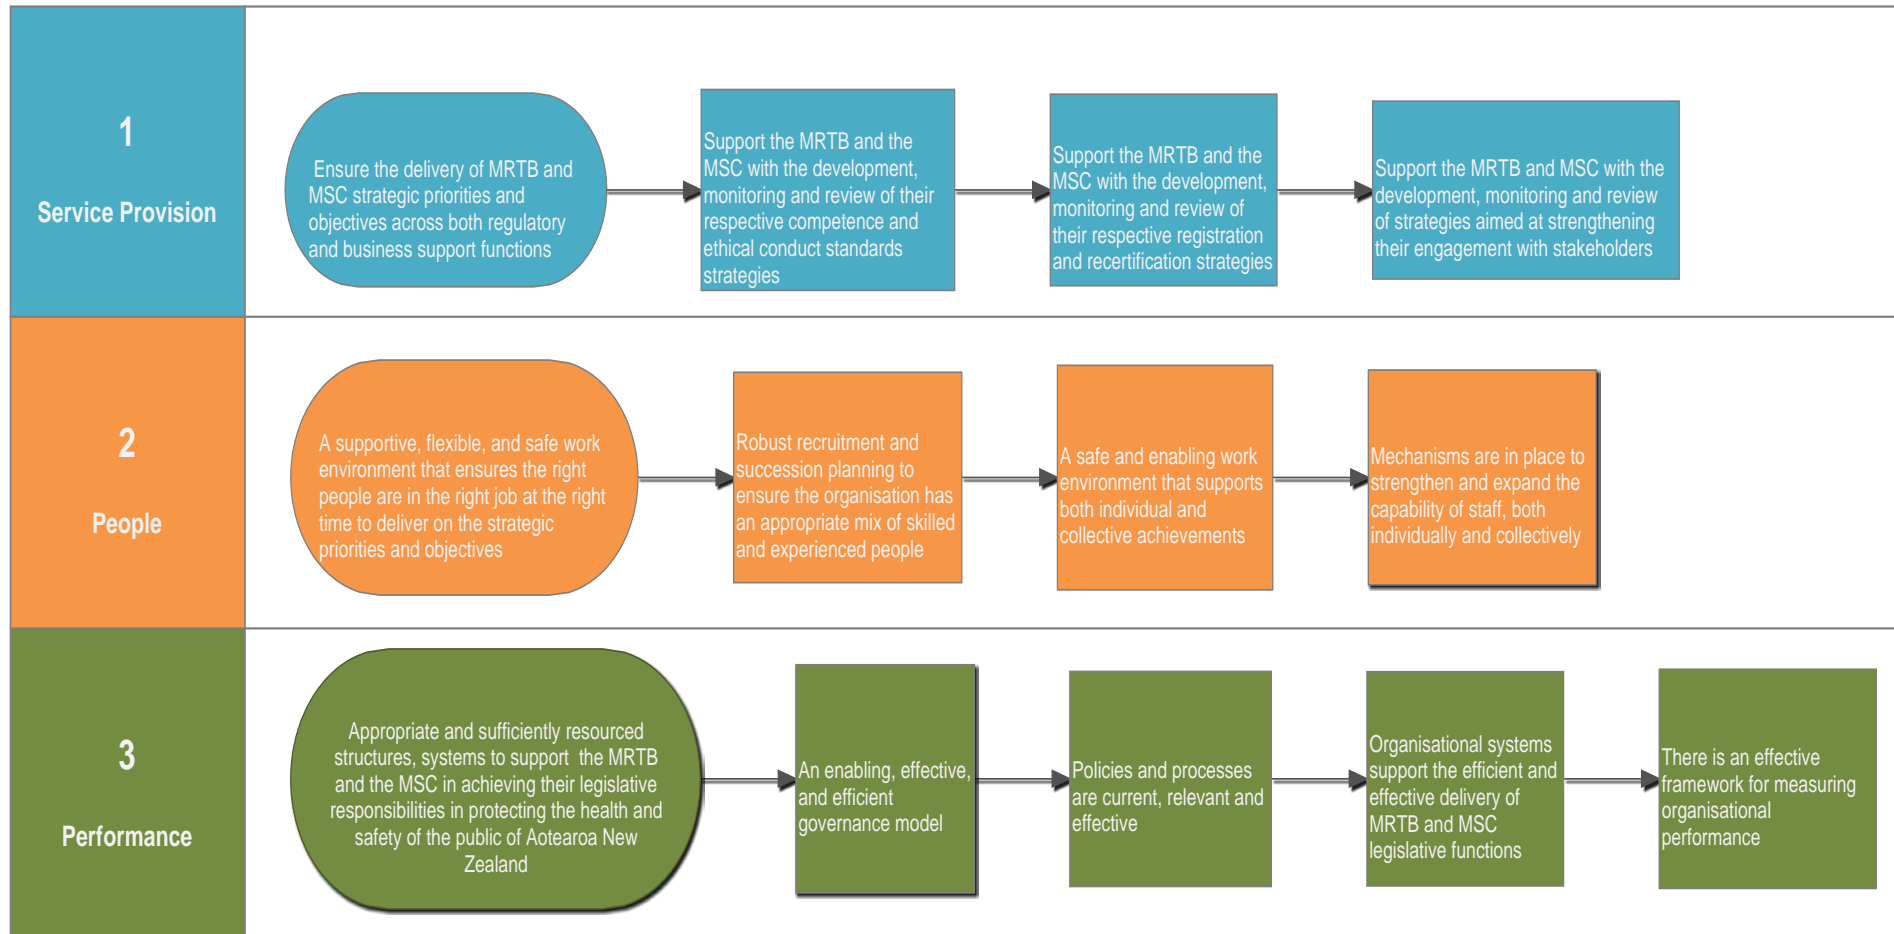 1
Service Provision
Ensure the delivery of MRTB and
MSC strategic priorities and
objectives across both regulatory
and business support functions
Support the MRTB and the
MSC with the development,
monitoring and review of their
respective competence and
ethical conduct standards
strategies
Support the MRTB and the
MSC with the development,
monitoring and review of
their respective registration
and recertification strategies
Support the MRTB and MSC with the
development, monitoring and review
of strategies aimed at strengthening
their engagement with stakeholders
2
People
A supportive, flexible, and safe work
environment that ensures the right
people are in the right job at the right
time to deliver on the strategic
priorities and objectives
Robust recruitment and
succession planning to
ensure the organisation has
an appropriate mix of skilled
and experienced people
A safe and enabling work
environment that supports
both individual and
collective achievements
Mechanisms are in place to
strengthen and expand the
capability of staff, both
individually and collectively
3
Performance
Appropriate and sufficiently resourced
structures, systems to support the MRTB
and the MSC in achieving their legislative
responsibilities in protecting the health and
safety of the public of Aotearoa New
Zealand
An enabling, effective,
and efficient
governance model
Policies and processes
are current, relevant and
effective
Organisational systems
support the efficient and
effective delivery of
MRTB and MSC
legislative functions
There is an effective
framework for measuring
organisational
performance